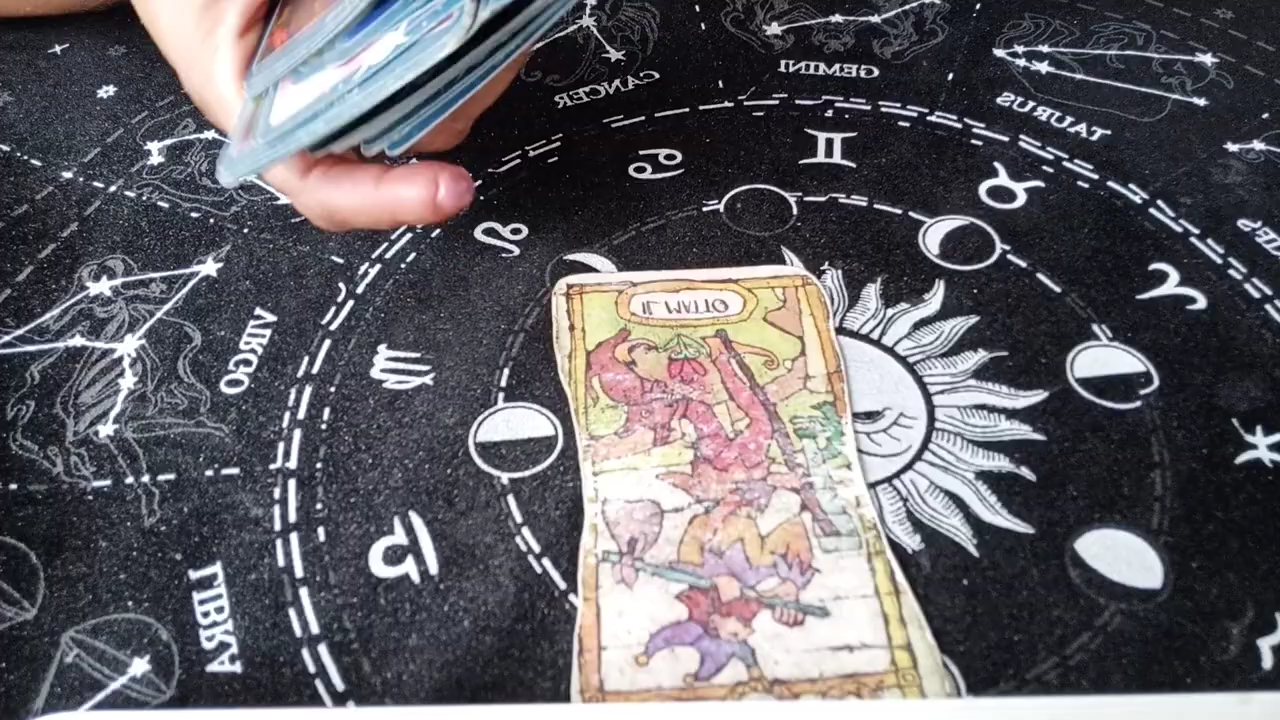 CANCER
GEMINI
TAURUS
VIRGO
LIBRA
IL MATTO